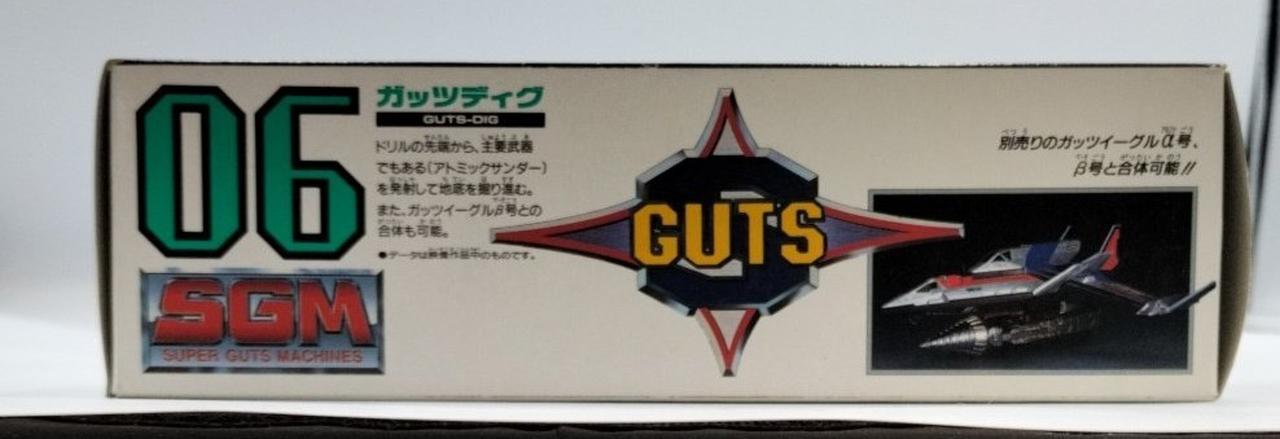 06
ガッツディグ
GUTS-DIG
ドリルの先端から、主要武器
でもある(アトミックサンダー)
を発射して地底を掘り進む。
また、ガッツイーグルβ号との
合体も可能。
●データは映像作品中のものです。
SGM
SUPER GUTS MACHINES
GUTS
別売りのガッツイーグルα号、
β号と合体可能!!